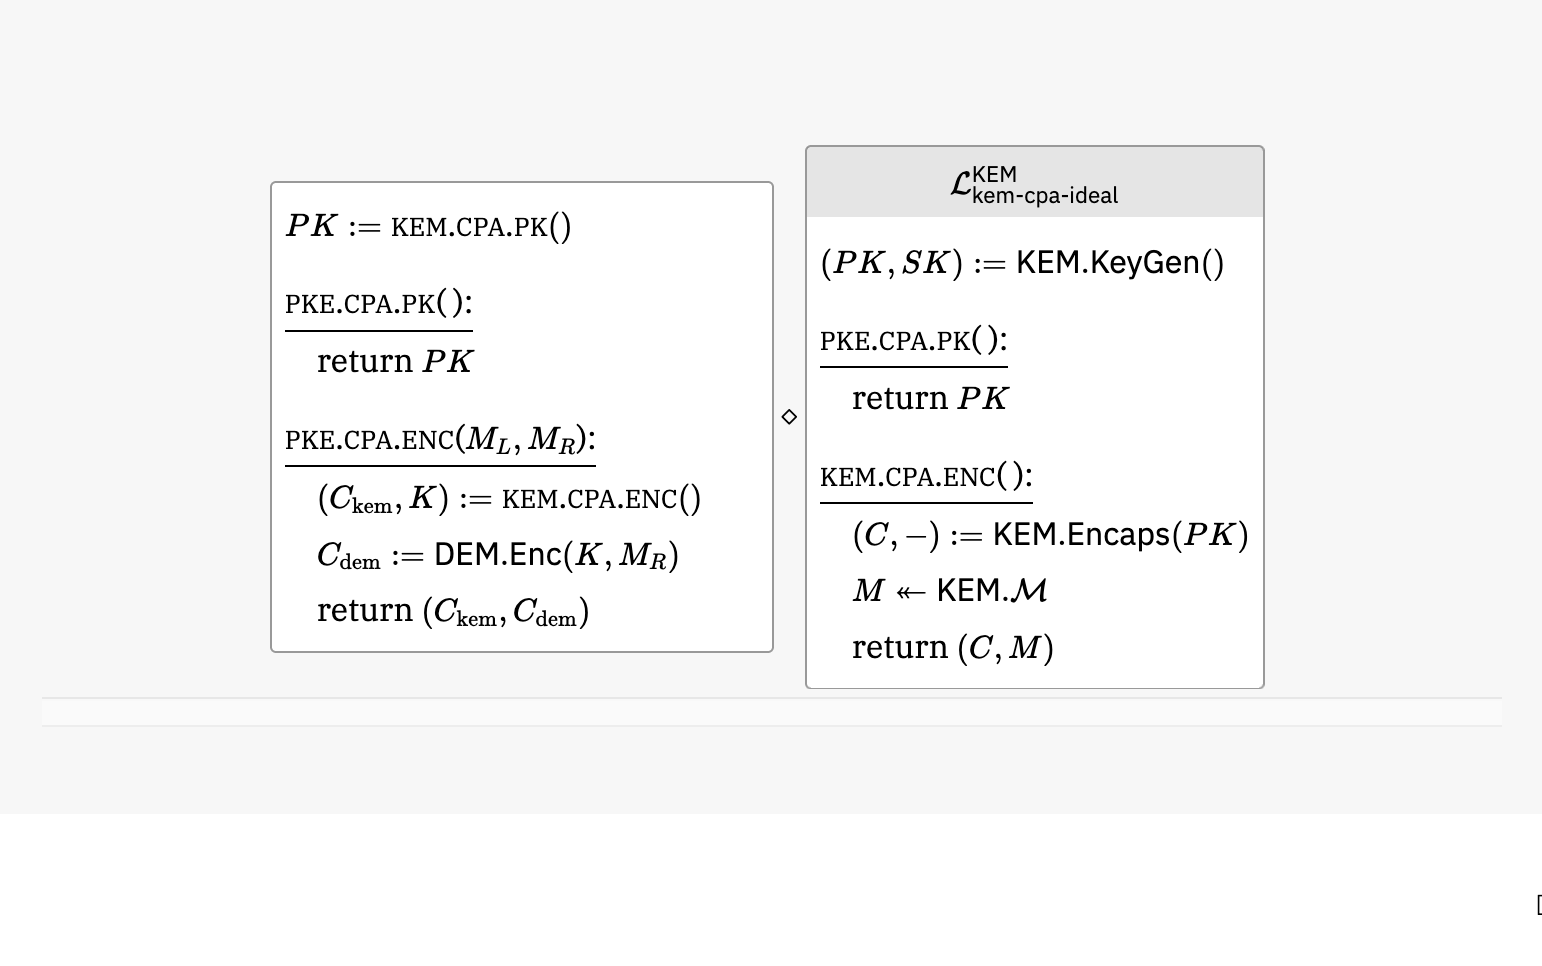 PK := KEM.CPA.PK()
PKE.CPA.PK():
return PK
PKE.CPA.ENC(M_L, M_R):
(C_kem, K) := KEM.CPA.ENC()
C_dem := DEM.Enc(K, M_R)
return (C_kem, C_dem)
⋄
ℒ^KEM_kem-cpa-ideal
(PK, SK) := KEM.KeyGen()
PKE.CPA.PK():
return PK
KEM.CPA.ENC():
(C, −) := KEM.Encaps(PK)
M ↞ KEM.ℳ
return (C, M)